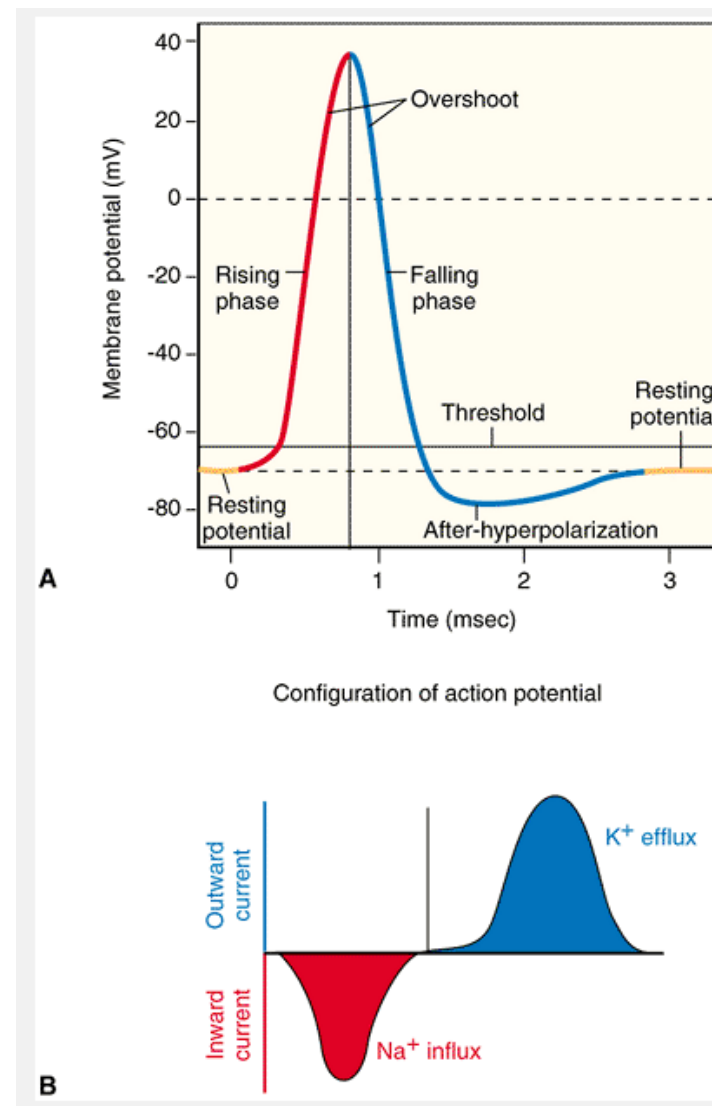 40
20
0
-20
-40
-60
-80
Membrane potential (mV)
Overshoot
Rising
phase
Falling
phase
Threshold
Resting
potentia
Resting
potential
After-hyperpolarization
0
1
2
3
Time (msec)
A
Configuration of action potential
Outward
current
K+ efflux
Inward
current
Na+ influx
B